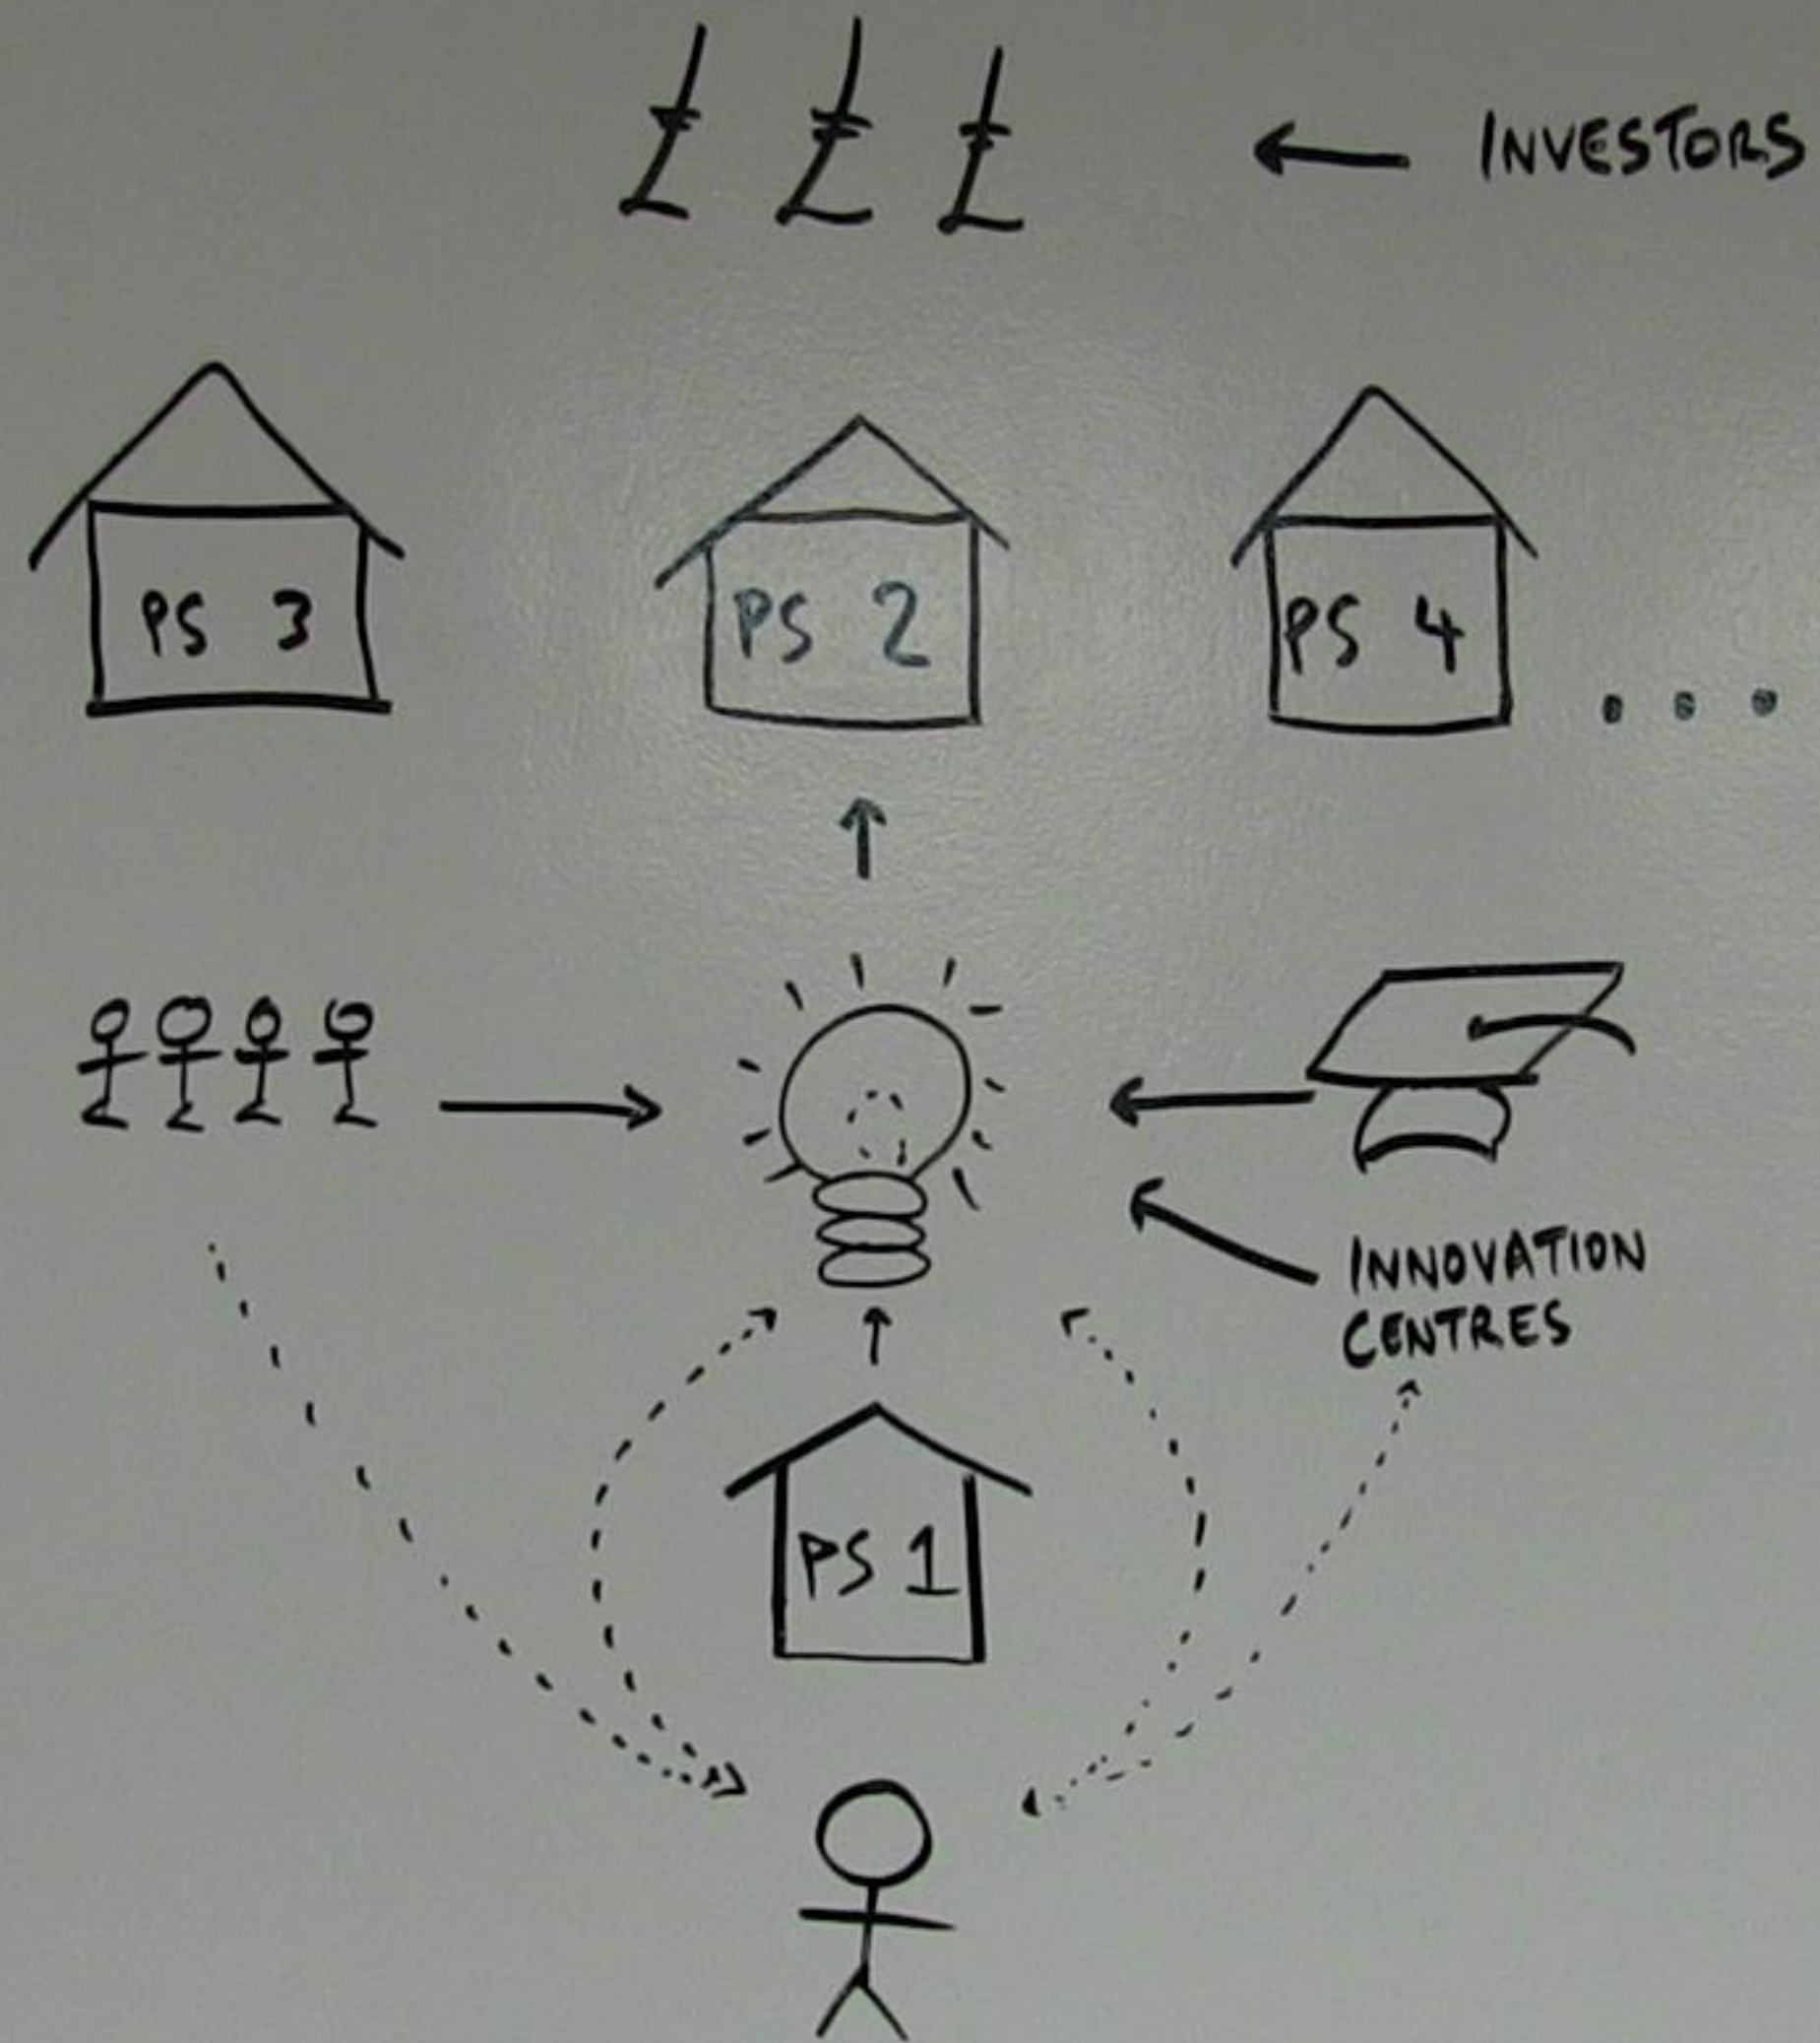 £ £ £ ← INVESTORS
PS 3
PS 2
PS 4 ...
INNOVATION
CENTRES
PS 1